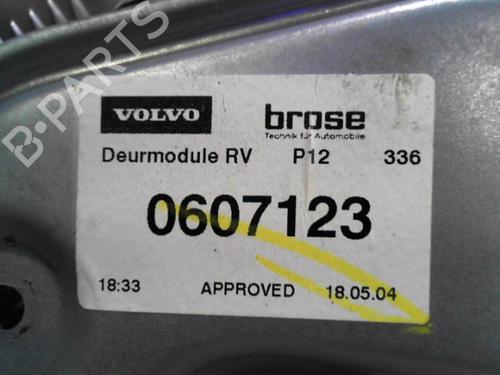 B-PARTS
VOLVO
brose
Technik für Automobile
Deurmodule RV P12 336
0607123
18:33 APPROVED 18.05.04